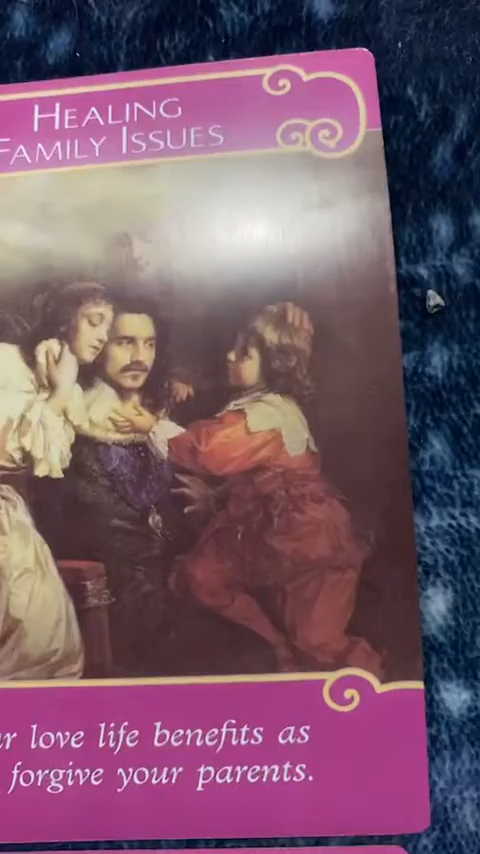 HEALING
FAMILY ISSUES
love life benefits as
forgive your parents.